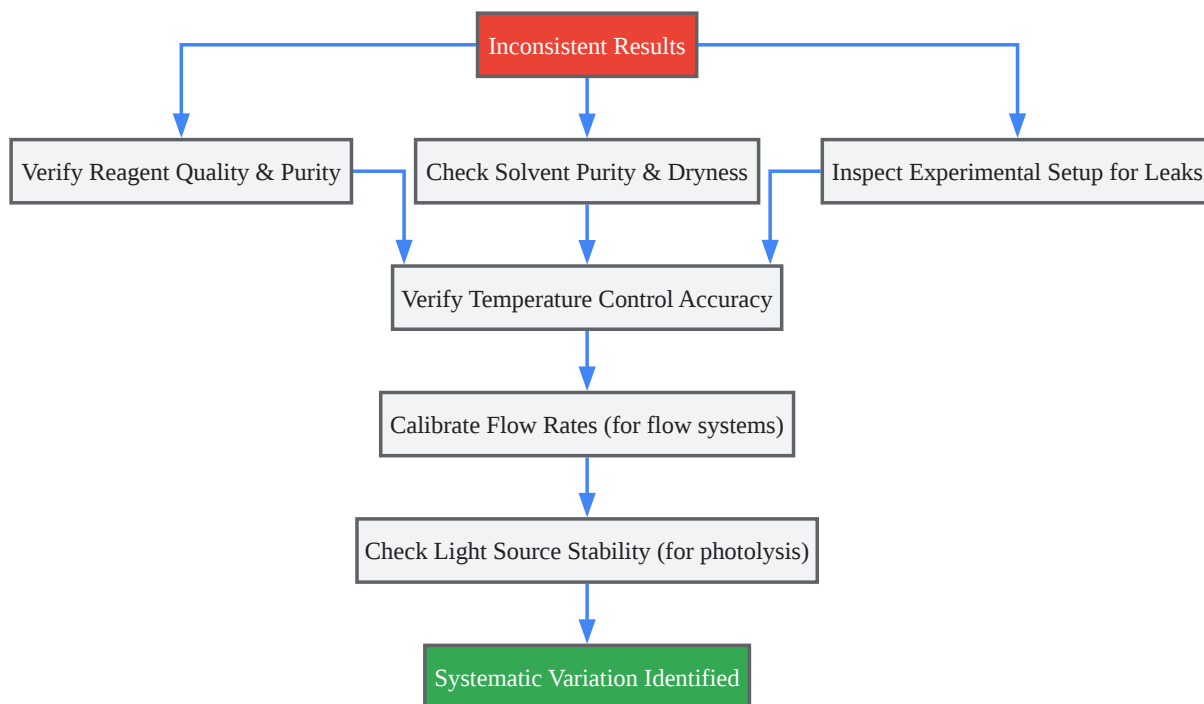 Inconsistent Results
Verify Reagent Quality & Purity
Check Solvent Purity & Dryness
Inspect Experimental Setup for Leaks
Verify Temperature Control Accuracy
Calibrate Flow Rates (for flow systems)
Check Light Source Stability (for photolysis)
Systematic Variation Identified